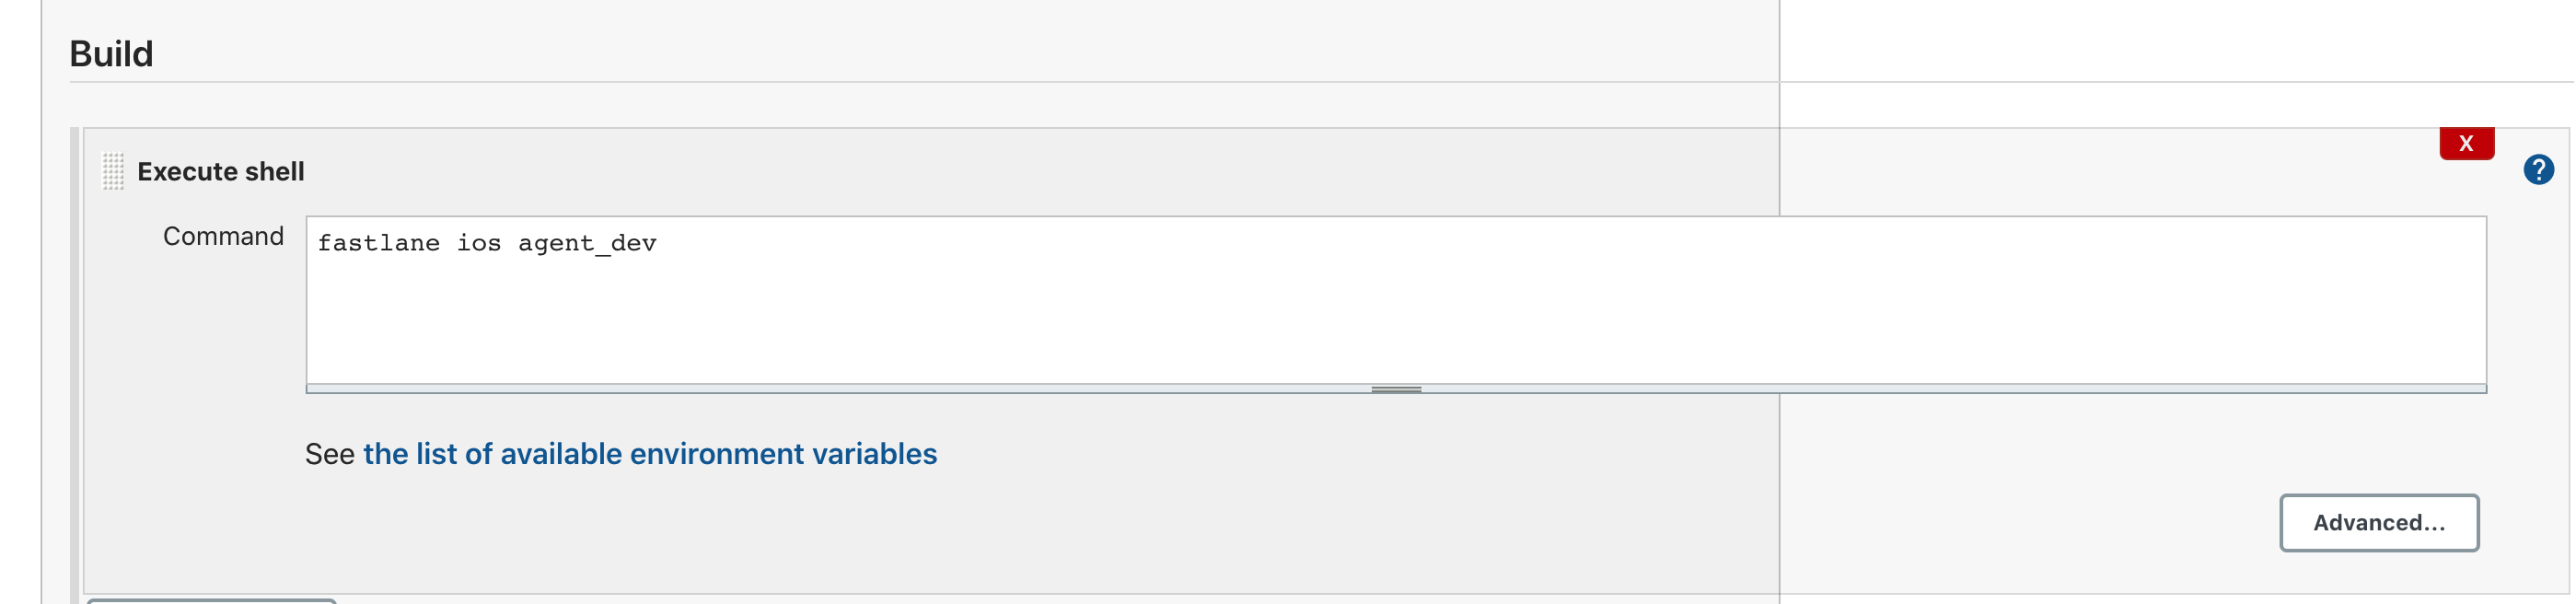 Build
Execute shell
X
?
Command
fastlane ios agent_dev
See the list of available environment variables
Advanced...